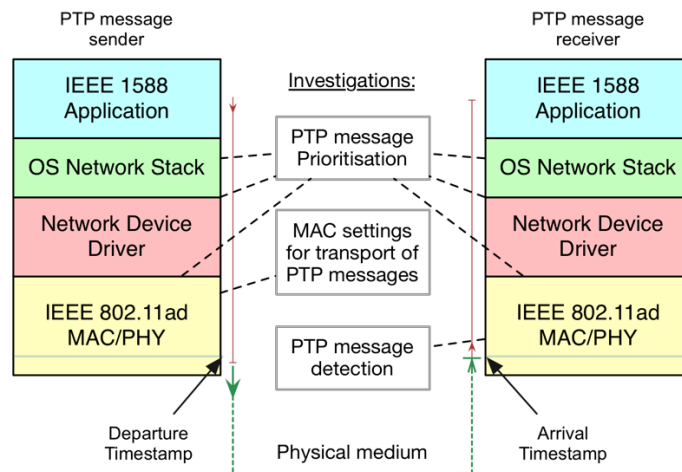 PTP message
sender
IEEE 1588
Application
OS Network Stack
Network Device
Driver
IEEE 802.11ad
MAC/PHY
Departure
Timestamp
Investigations:
PTP message
Prioritisation
MAC settings
for transport of
PTP messages
PTP message
detection
Physical medium
PTP message
receiver
IEEE 1588
Application
OS Network Stack
Network Device
Driver
IEEE 802.11ad
MAC/PHY
Arrival
Timestamp